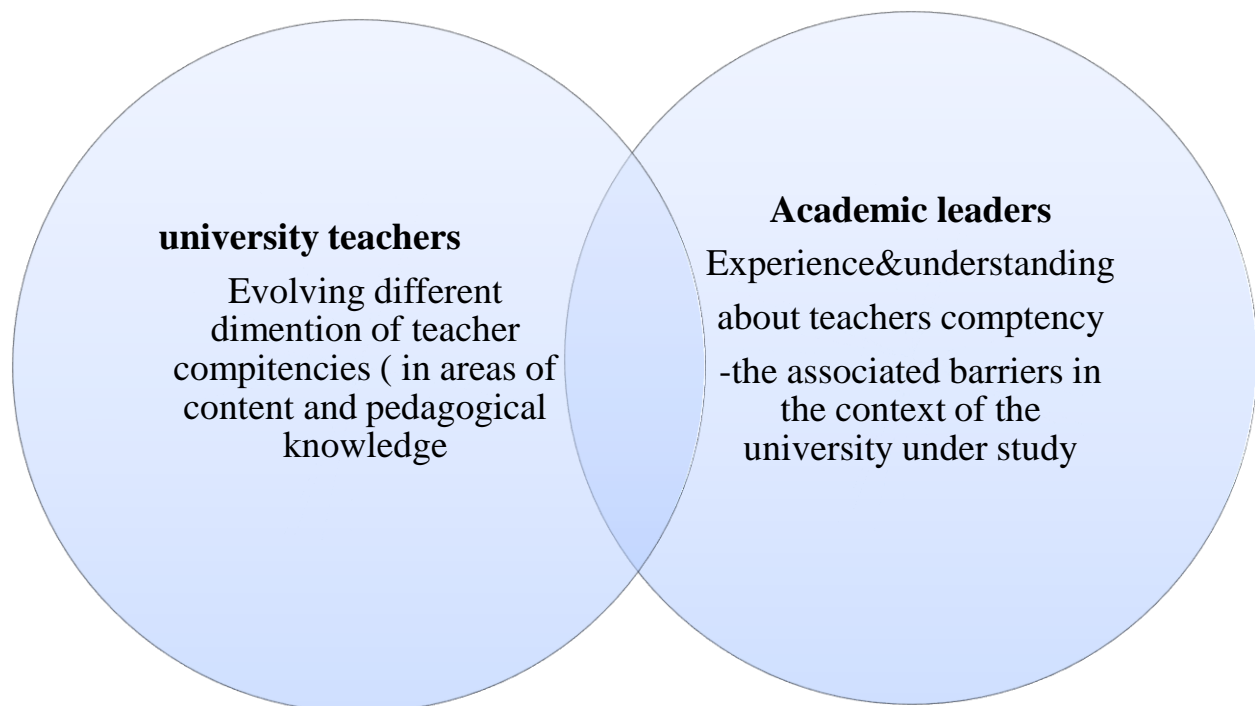 university teachers
Evolving different
dimention of teacher
compitencies ( in areas of
content and pedagogical
knowledge
Academic leaders
Experience&understanding
about teachers comptency
-the associated barriers in
the context of the
university under study